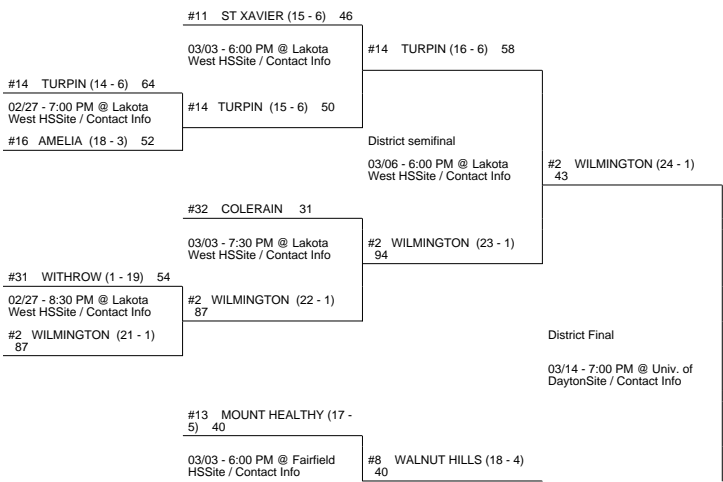 #11 ST XAVIER (15 - 6) 46
03/03 - 6:00 PM @ Lakota
West HSSite / Contact Info
#14 TURPIN (16 - 6) 58
#14 TURPIN (14 - 6) 64
02/27 - 7:00 PM @ Lakota
West HSSite / Contact Info
#14 TURPIN (15 - 6) 50
#16 AMELIA (18 - 3) 52
District semifinal
03/06 - 6:00 PM @ Lakota
West HSSite / Contact Info
#2 WILMINGTON (24 - 1)
43
#32 COLERAIN 31
03/03 - 7:30 PM @ Lakota
West HSSite / Contact Info
#2 WILMINGTON (23 - 1)
94
#31 WITHROW (1 - 19) 54
02/27 - 8:30 PM @ Lakota
West HSSite / Contact Info
#2 WILMINGTON (22 - 1)
87
#2 WILMINGTON (21 - 1)
87
District Final
03/14 - 7:00 PM @ Univ. of
DaytonSite / Contact Info
#13 MOUNT HEALTHY (17 -
5) 40
03/03 - 6:00 PM @ Fairfield
HSSite / Contact Info
#8 WALNUT HILLS (18 - 4)
40